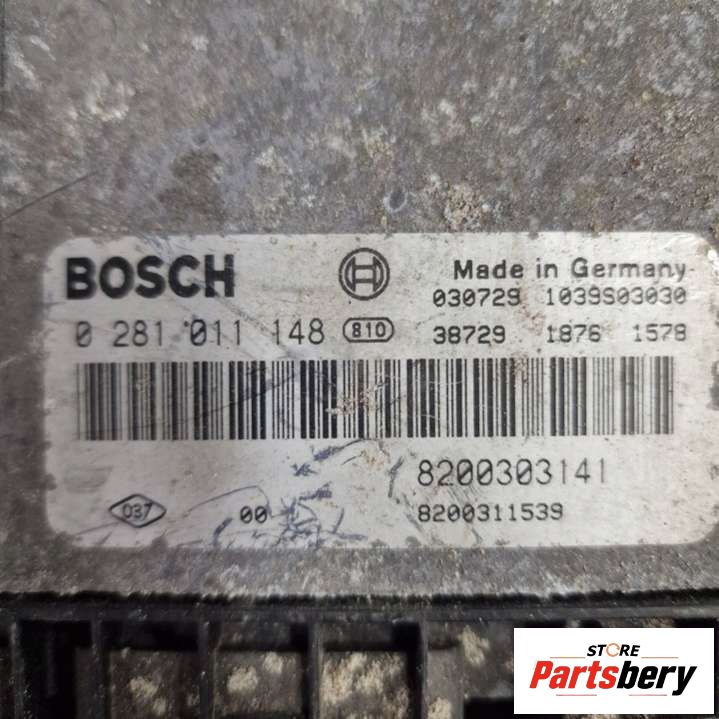 BOSCH
Made in Germany
030729 1039S03030
0 281 011 148 810 38729 1876 1578
8200303141
037 00 8200311539
STORE
Partsbery